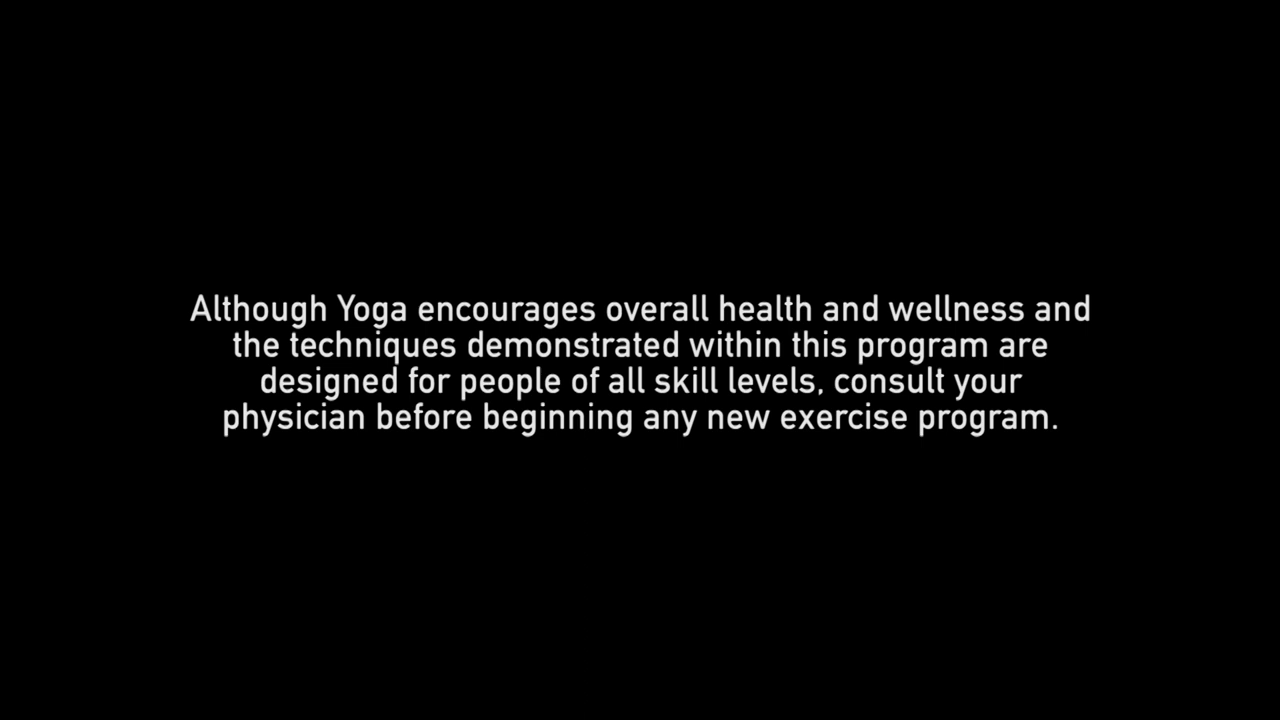 Although Yoga encourages overall health and wellness and
the techniques demonstrated within this program are
designed for people of all skill levels, consult your
physician before beginning any new exercise program.